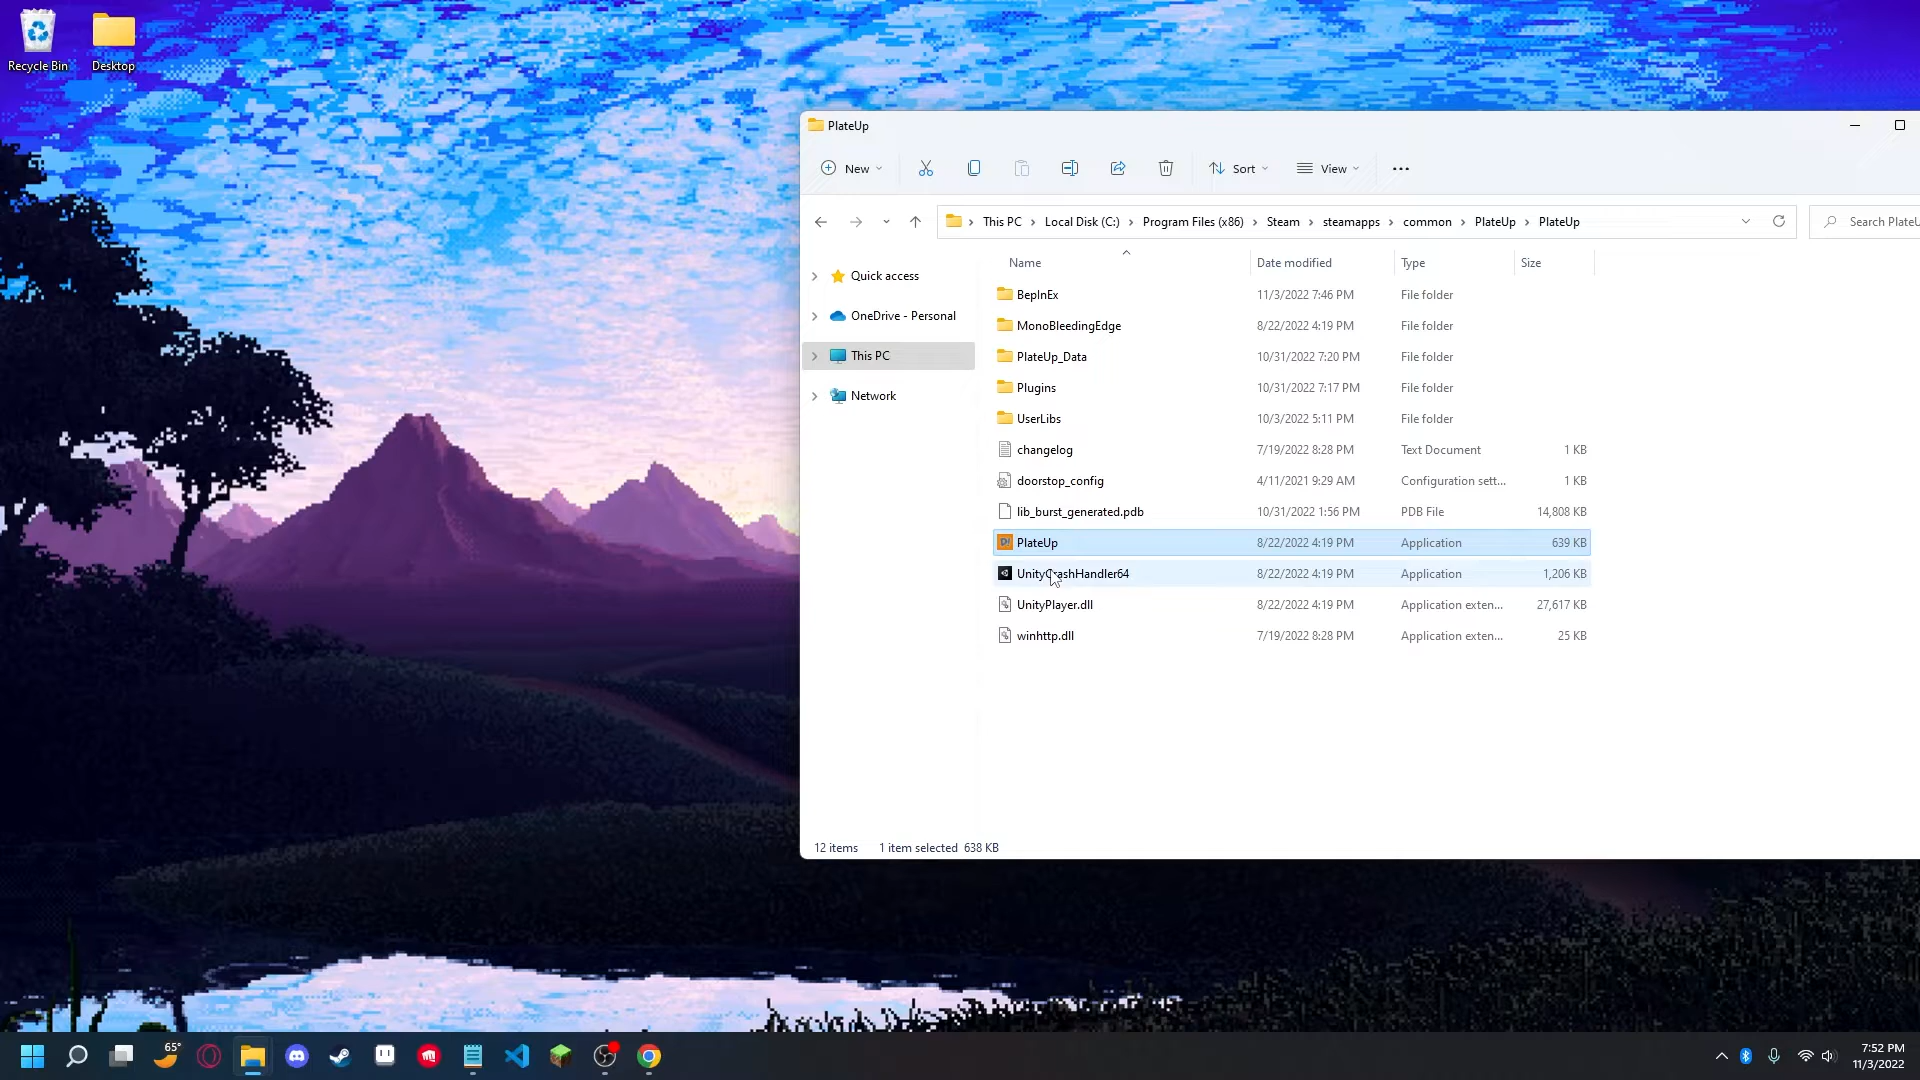 Recycle Bin
Desktop
PlateUp
New
Sort
View
This PC
Local Disk (C:)
Program Files (x86)
Steam
steamapps
common
PlateUp
PlateUp
Search PlateU
Quick access
OneDrive - Personal
This PC
Network
Name Date modified Type Size
BepInEx 11/3/2022 7:46 PM File folder
MonoBleedingEdge 8/22/2022 4:19 PM File folder
PlateUp_Data 10/31/2022 7:20 PM File folder
Plugins 10/31/2022 7:17 PM File folder
UserLibs 10/3/2022 5:11 PM File folder
changelog 7/19/2022 8:28 PM Text Document 1 KB
doorstop_config 4/11/2021 9:29 AM Configuration sett... 1 KB
lib_burst_generated.pdb 10/31/2022 1:56 PM PDB File 14,808 KB
PlateUp 8/22/2022 4:19 PM Application 639 KB
UnityCrashHandler64 8/22/2022 4:19 PM Application 1,206 KB
UnityPlayer.dll 8/22/2022 4:19 PM Application exten... 27,617 KB
winhttp.dll 7/19/2022 8:28 PM Application exten... 25 KB
12 items 1 item selected 638 KB
65°
7:52 PM
11/3/2022